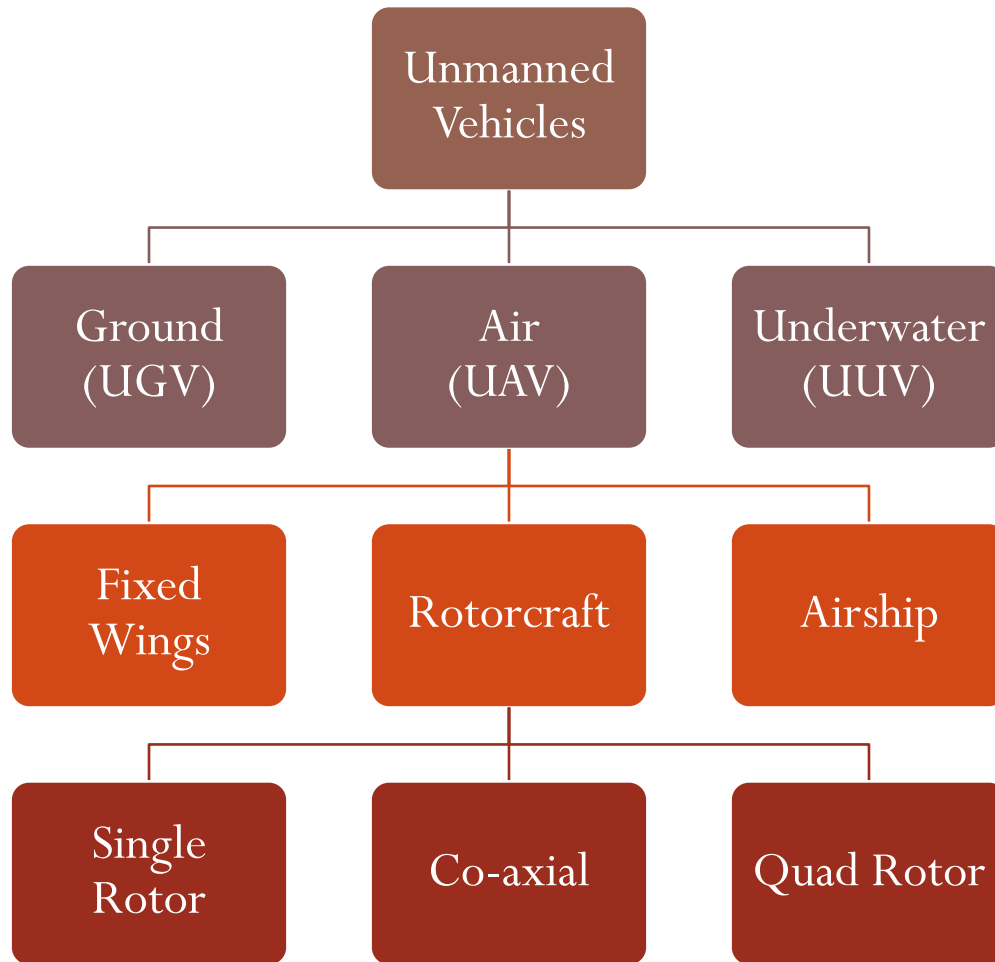 Unmanned
Vehicles
Ground
(UGV)
Air
(UAV)
Underwater
(UUV)
Fixed
Wings
Rotorcraft
Airship
Single
Rotor
Co-axial
Quad Rotor